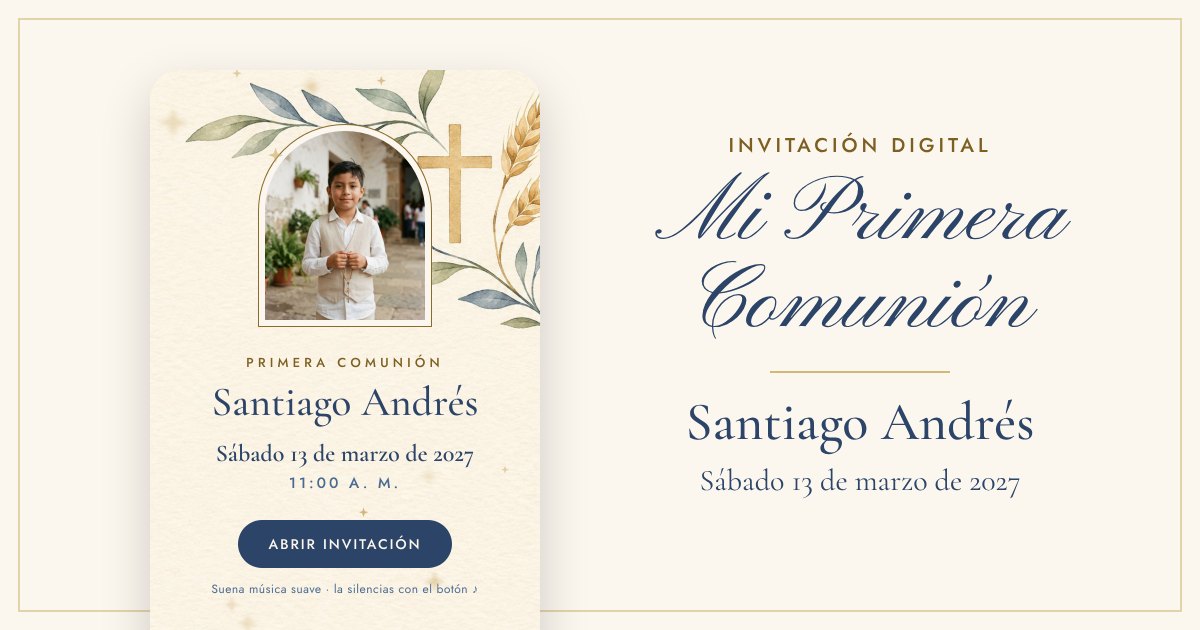 PRIMERA COMUNIÓN
Santiago Andrés
Sábado 13 de marzo de 2027
11:00 A. M.
ABRIR INVITACIÓN
Suena música suave · la silencias con el botón ♪
INVITACIÓN DIGITAL
Mi Primera
Comunión
Santiago Andrés
Sábado 13 de marzo de 2027